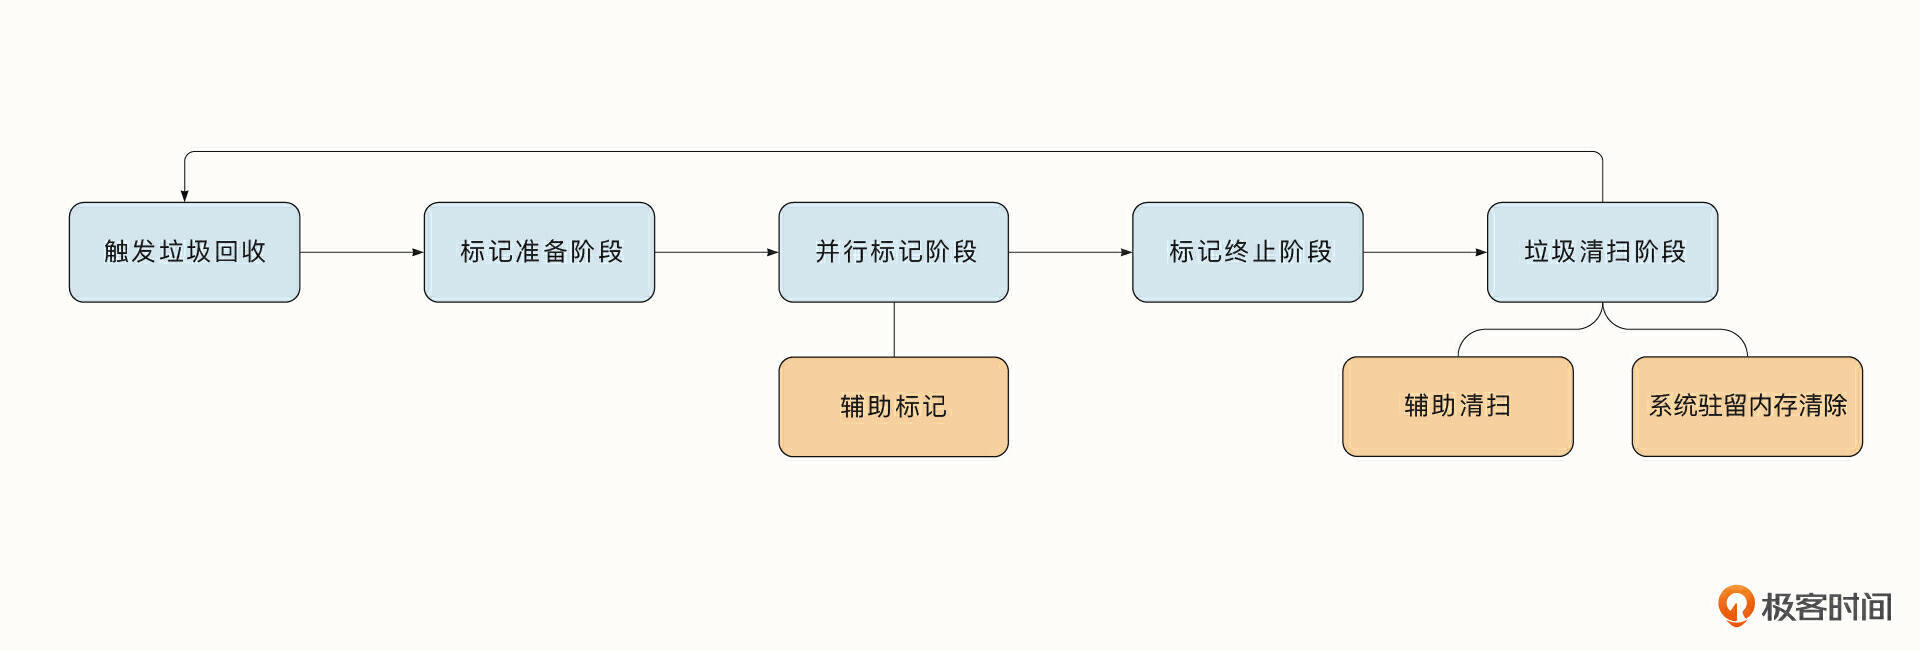 触发垃圾回收
标记准备阶段
并行标记阶段
标记终止阶段
垃圾清扫阶段
辅助标记
辅助清扫
系统驻留内存清除
极客时间